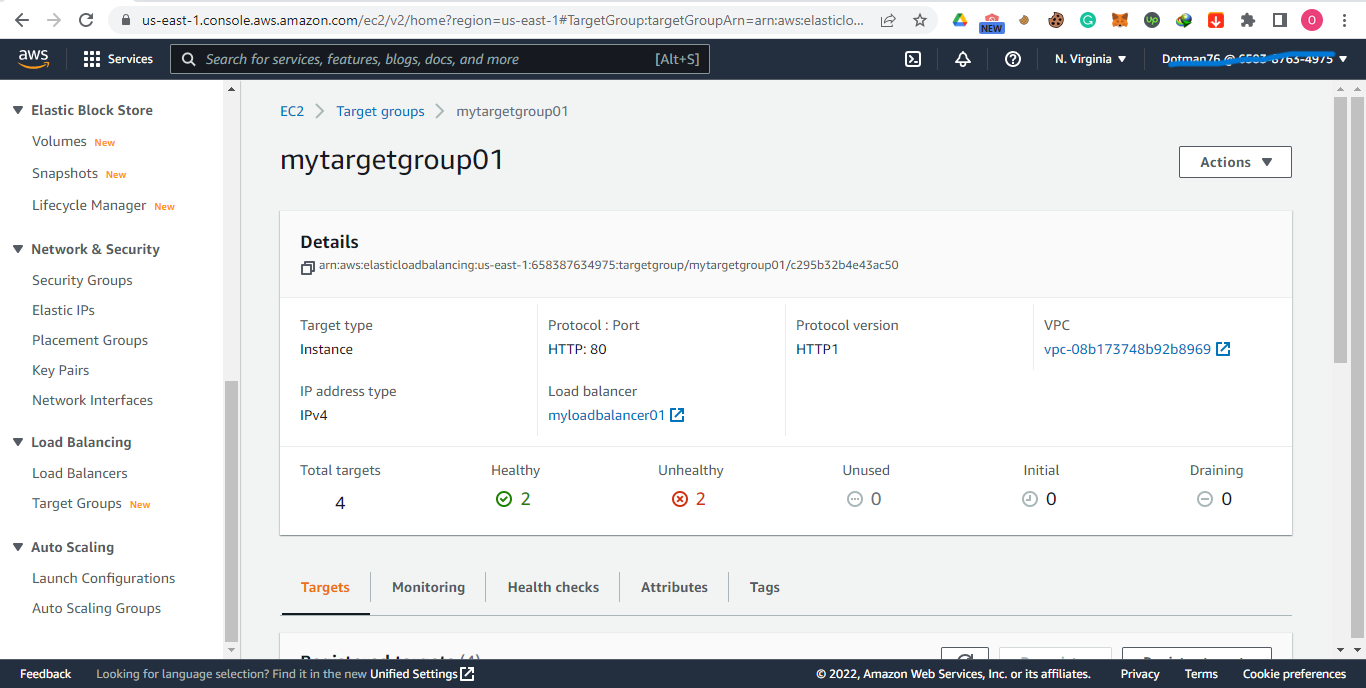 us-east-1.console.aws.amazon.com/ec2/v2/home?region=us-east-1#TargetGroup:targetGroupArn=arn:aws:elasticlo...
NEW
Up
O
aws
Services
Search for services, features, blogs, docs, and more
[Alt+S]
N. Virginia
Dotman76 @
Elastic Block Store
Volumes New
Snapshots New
Lifecycle Manager New
Network & Security
Security Groups
Elastic IPs
Placement Groups
Key Pairs
Network Interfaces
Load Balancing
Load Balancers
Target Groups New
Auto Scaling
Launch Configurations
Auto Scaling Groups
EC2 > Target groups > mytargetgroup01
mytargetgroup01
Actions
Details
arn:aws:elasticloadbalancing:us-east-1:658387634975:targetgroup/mytargetgroup01/c295b32b4e43ac50
Target type
Instance
Protocol : Port
HTTP: 80
Protocol version
HTTP1
VPC
vpc-08b173748b92b8969
IP address type
IPv4
Load balancer
myloadbalancer01
Total targets
4
Healthy
2
Unhealthy
2
Unused
0
Initial
0
Draining
0
Targets
Monitoring
Health checks
Attributes
Tags
Registered targets (4)
Feedback
Looking for language selection? Find it in the new Unified Settings
© 2022, Amazon Web Services, Inc. or its affiliates.
Privacy
Terms
Cookie preferences